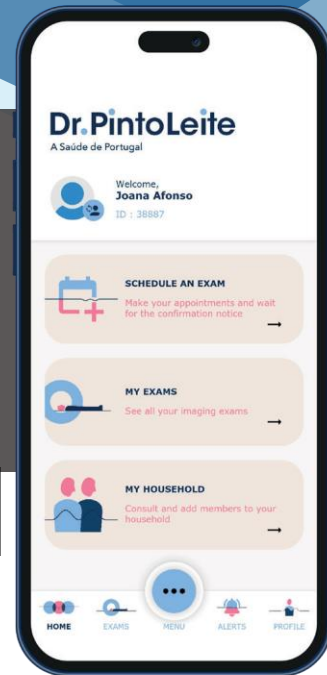 Dr.PintoLeite
A Saúde de Portugal
Welcome,
Joana Afonso
ID : 38887
SCHEDULE AN EXAM
Make your appointments and wait
for the confirmation notice
MY EXAMS
See all your imaging exams
MY HOUSEHOLD
Consult and add members to your
household
HOME EXAMS MENU ALERTS PROFILE